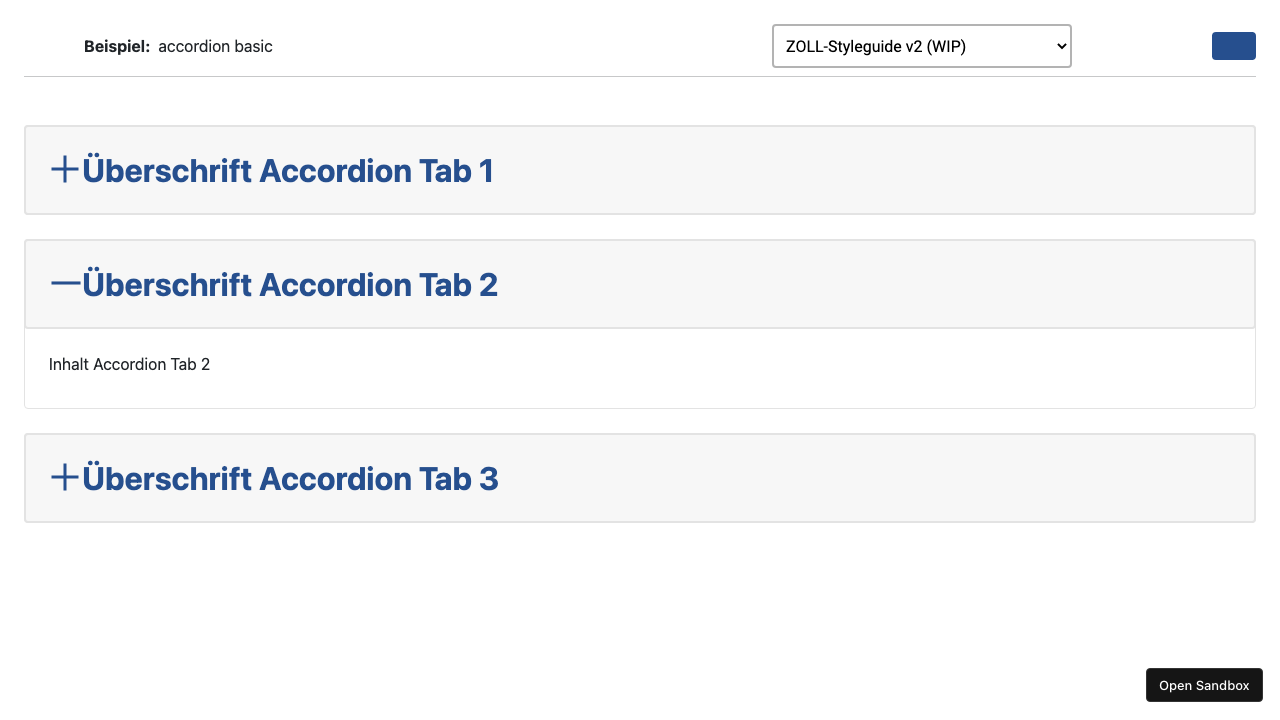 Beispiel: accordion basic
ZOLL-Styleguide v2 (WIP)
Überschrift Accordion Tab 1
Überschrift Accordion Tab 2
Inhalt Accordion Tab 2
Überschrift Accordion Tab 3
Open Sandbox